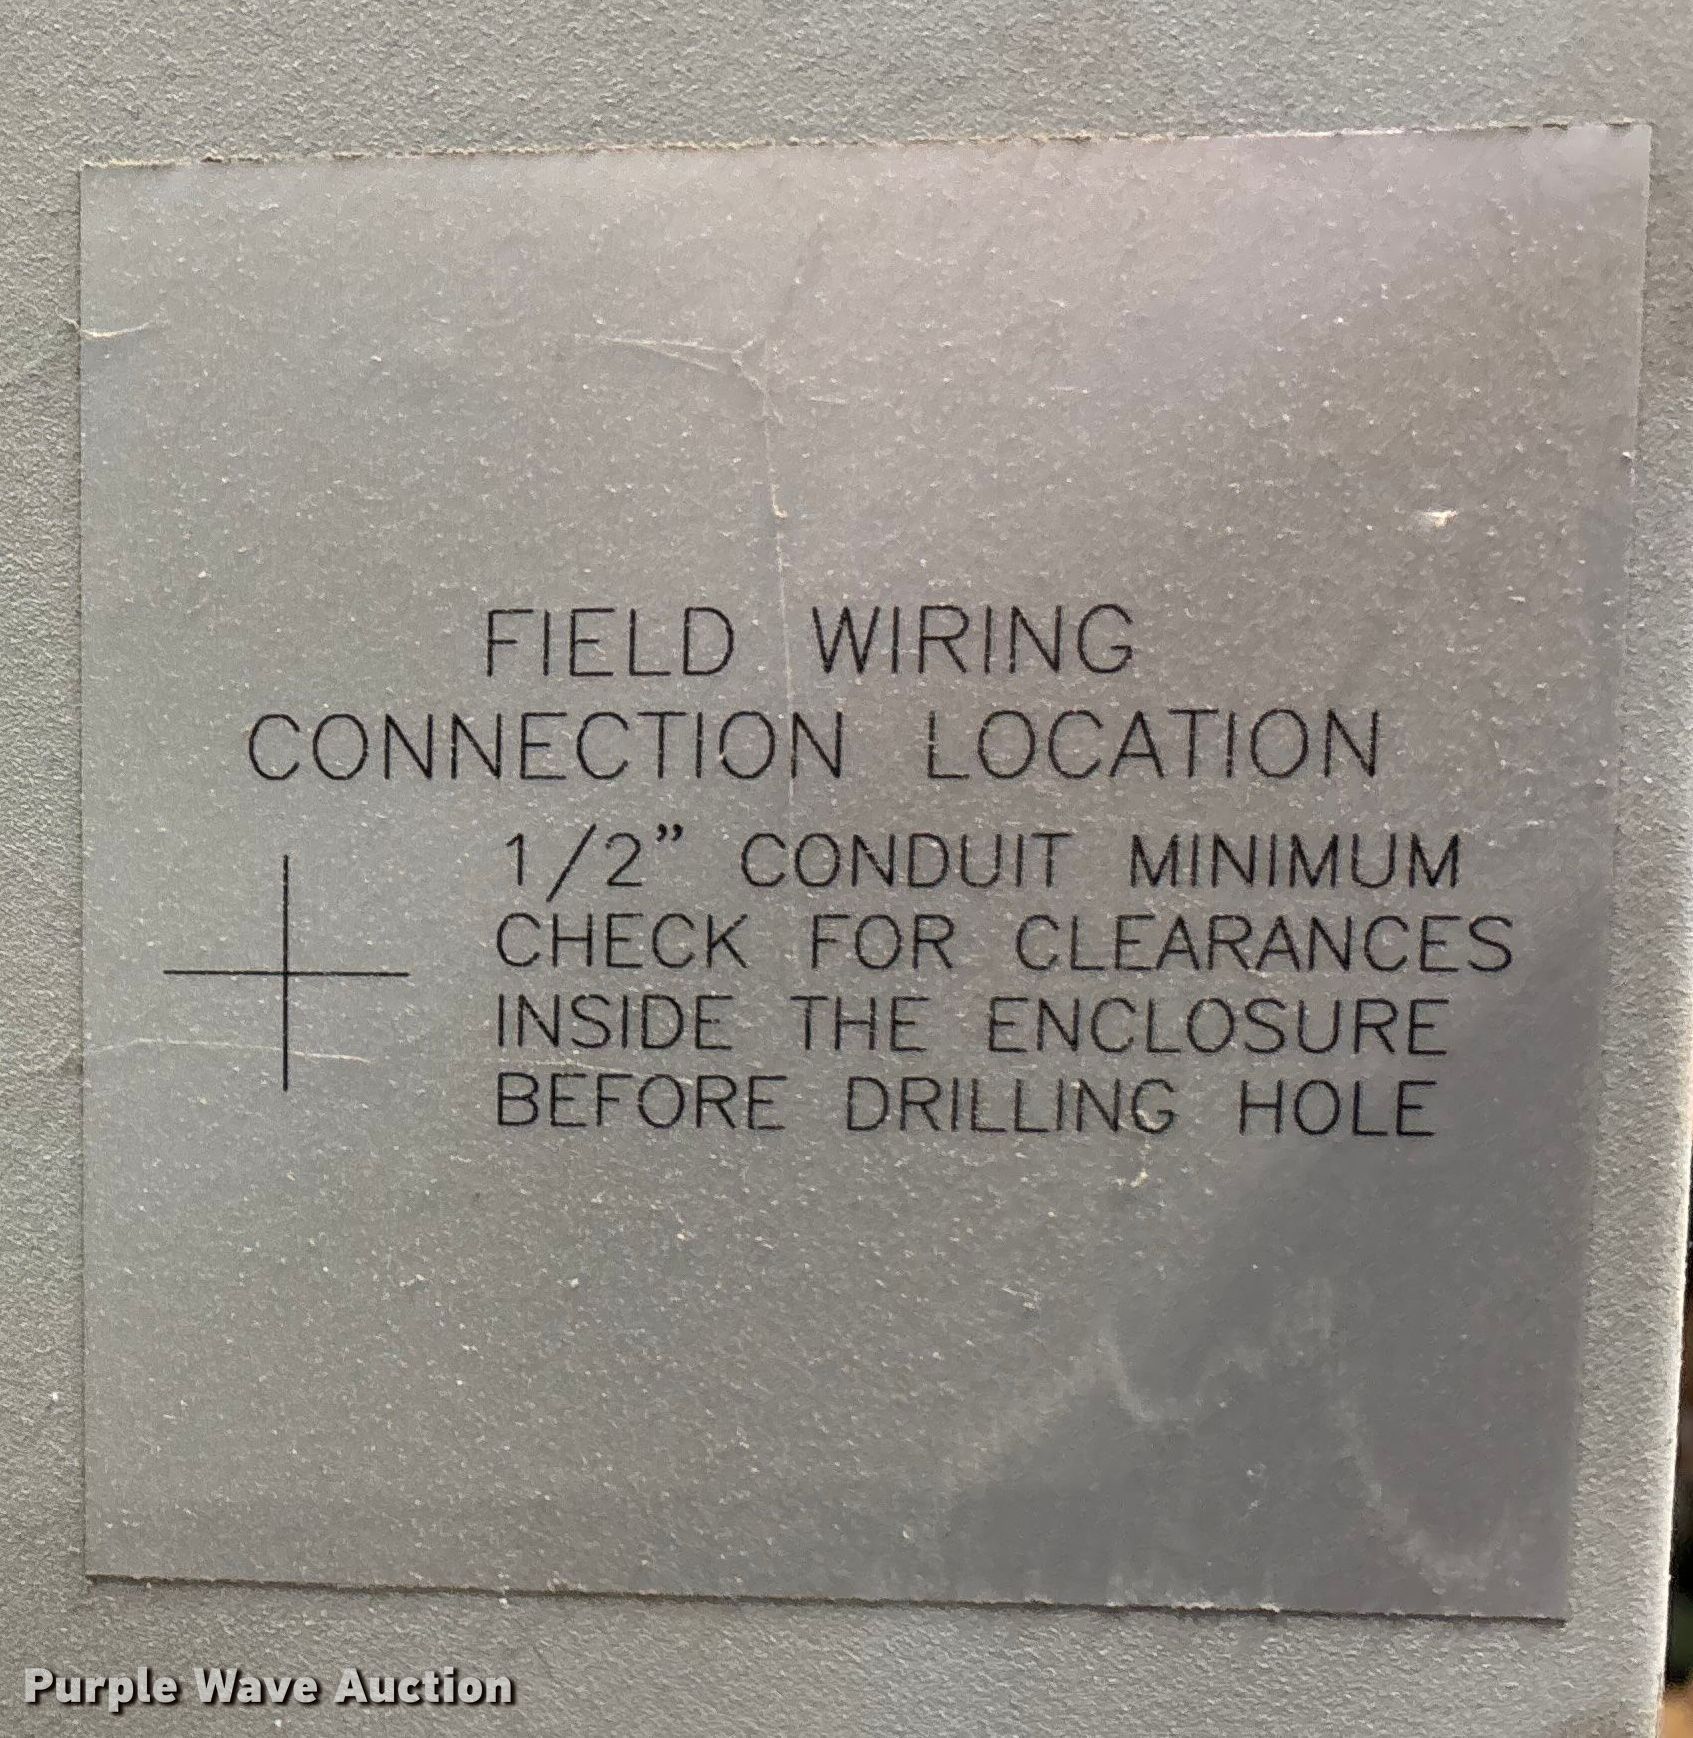 FIELD WIRING
CONNECTION LOCATION
1/2” CONDUIT MINIMUM
CHECK FOR CLEARANCES
INSIDE THE ENCLOSURE
BEFORE DRILLING HOLE
Purple Wave Auction